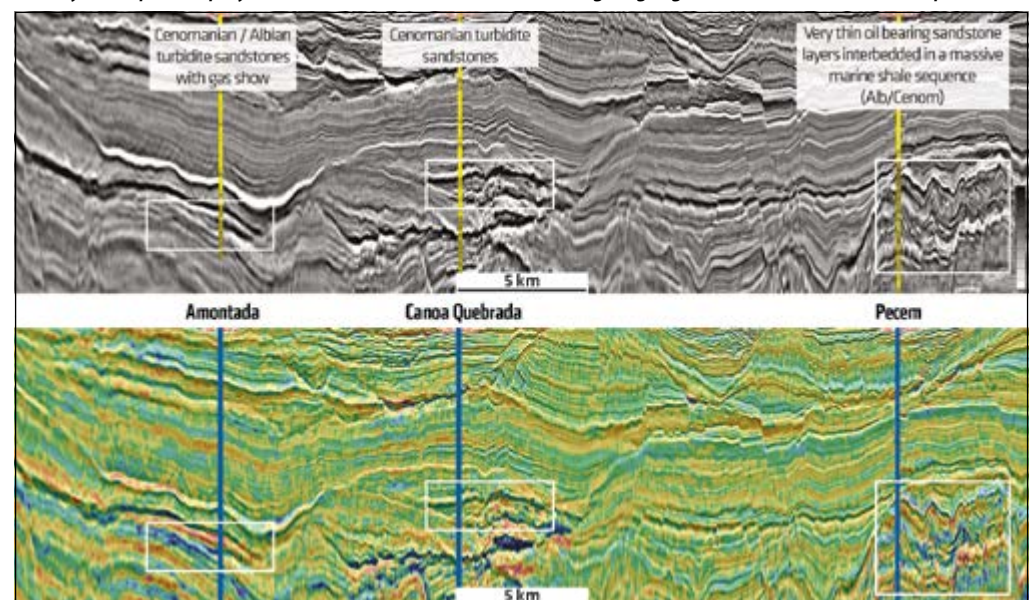 Cenomanian / Albian
turbidite sandstones
with gas show
Cenomanian turbidite
sandstones
Very thin oil bearing sandstone
layers interbedded in a massive
marine shale sequence
(Alb/Cenom)
5 km
Amontada
Canoa Quebrada
Pecem
5 km